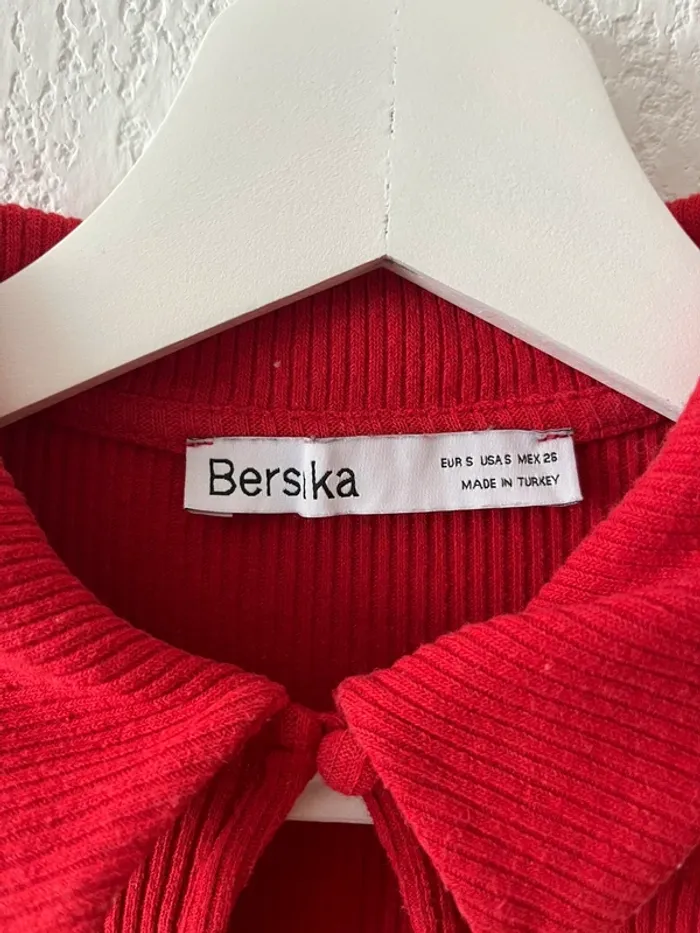 Bershka
EUR S USA S MEX 26
MADE IN TURKEY